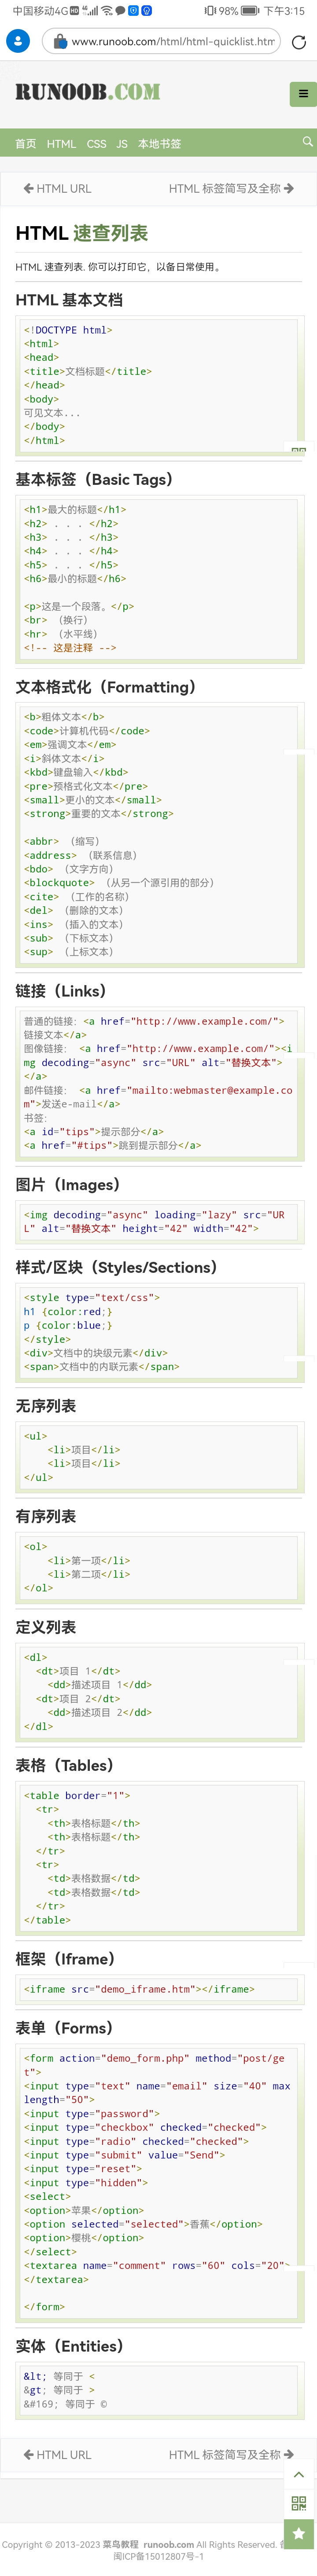 中国移动4G HD 4G 98% 下午3:15
www.runoob.com/html/html-quicklist.htm
RUNOOB.COM
首页 HTML CSS JS 本地书签
HTML URL HTML 标签简写及全称
HTML 速查列表
HTML 速查列表. 你可以打印它，以备日常使用。
HTML 基本文档
<!DOCTYPE html>
<html>
<head>
<title>文档标题</title>
</head>
<body>
可见文本...
</body>
</html>
基本标签（Basic Tags）
<h1>最大的标题</h1>
<h2> . . . </h2>
<h3> . . . </h3>
<h4> . . . </h4>
<h5> . . . </h5>
<h6>最小的标题</h6>
<p>这是一个段落。</p>
<br> （换行）
<hr> （水平线）
<!-- 这是注释 -->
文本格式化（Formatting）
<b>粗体文本</b>
<code>计算机代码</code>
<em>强调文本</em>
<i>斜体文本</i>
<kbd>键盘输入</kbd>
<pre>预格式化文本</pre>
<small>更小的文本</small>
<strong>重要的文本</strong>
<abbr> （缩写）
<address> （联系信息）
<bdo> （文字方向）
<blockquote> （从另一个源引用的部分）
<cite> （工作的名称）
<del> （删除的文本）
<ins> （插入的文本）
<sub> （下标文本）
<sup> （上标文本）
链接（Links）
普通的链接：<a href="http://www.example.com/">
链接文本</a>
图像链接： <a href="http://www.example.com/"><i
mg decoding="async" src="URL" alt="替换文本">
</a>
邮件链接： <a href="mailto:webmaster@example.co
m">发送e-mail</a>
书签：
<a id="tips">提示部分</a>
<a href="#tips">跳到提示部分</a>
图片（Images）
<img decoding="async" loading="lazy" src="UR
L" alt="替换文本" height="42" width="42">
样式/区块（Styles/Sections）
<style type="text/css">
h1 {color:red;}
p {color:blue;}
</style>
<div>文档中的块级元素</div>
<span>文档中的内联元素</span>
无序列表
<ul>
    <li>项目</li>
    <li>项目</li>
</ul>
有序列表
<ol>
    <li>第一项</li>
    <li>第二项</li>
</ol>
定义列表
<dl>
  <dt>项目 1</dt>
    <dd>描述项目 1</dd>
  <dt>项目 2</dt>
    <dd>描述项目 2</dd>
</dl>
表格（Tables）
<table border="1">
  <tr>
    <th>表格标题</th>
    <th>表格标题</th>
  </tr>
  <tr>
    <td>表格数据</td>
    <td>表格数据</td>
  </tr>
</table>
框架（Iframe）
<iframe src="demo_iframe.htm"></iframe>
表单（Forms）
<form action="demo_form.php" method="post/ge
t">
<input type="text" name="email" size="40" max
length="50">
<input type="password">
<input type="checkbox" checked="checked">
<input type="radio" checked="checked">
<input type="submit" value="Send">
<input type="reset">
<input type="hidden">
<select>
<option>苹果</option>
<option selected="selected">香蕉</option>
<option>樱桃</option>
</select>
<textarea name="comment" rows="60" cols="20">
</textarea>
</form>
实体（Entities）
&lt; 等同于 <
&gt; 等同于 >
&#169; 等同于 ©
HTML URL HTML 标签简写及全称
Copyright © 2013-2023 菜鸟教程 runoob.com All Rights Reserved.
闽ICP备15012807号-1